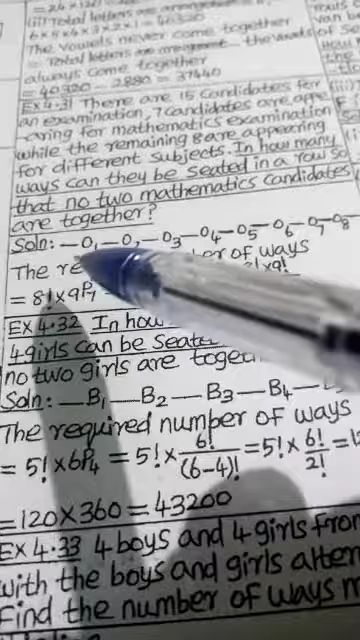 (ii) Total letters are
6×5×4×3×2×1 = 40320
The vowels never come together
= Total letters are - the
always come together
= 40320 - 2880 = 37440
EX 4.31 There are 15 candidates for
an examination, 7 candidates are appe
-aring for mathematics examination
while the remaining 8 are appearing
for different subjects. In how many
ways can they be seated in a row so
that no two mathematics candidates
are together?
Soln: —O1—O2—O3—O4—O5—O6—O7—O8
The re of ways
= 8! × 9P7
EX 4.32 In how
4 girls can be seate
no two girls are toget
Soln: —B1—B2—B3—B4—
The required number of ways
= 5! × 6P4 = 5! × 6!/(6-4)! = 5! × 6!/2! =
= 120 × 360 = 43200
EX 4.33 4 boys and 4 girls from
with the boys and girls altern
Find the number of ways